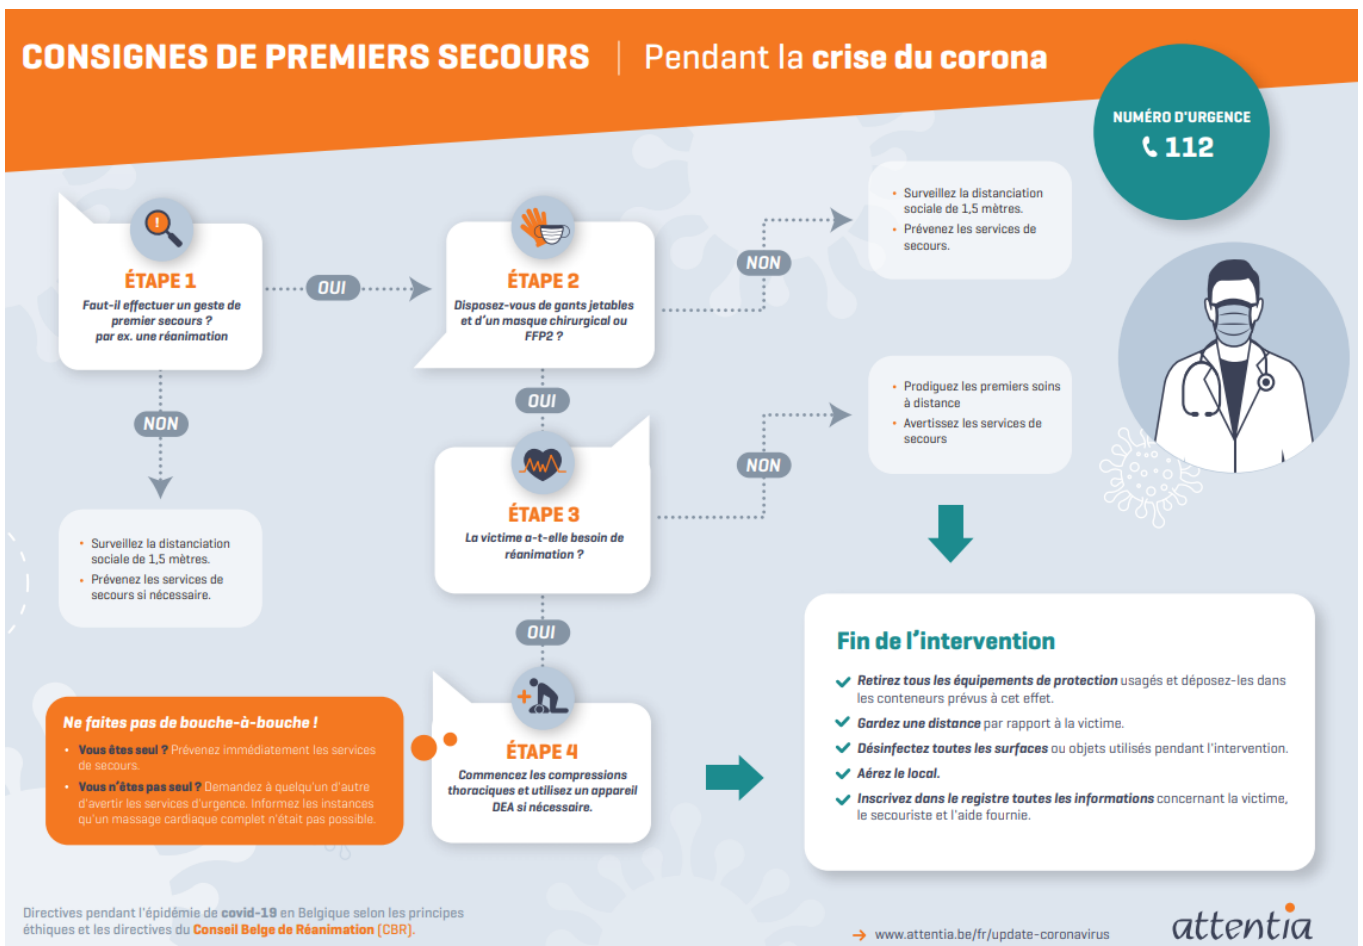 CONSIGNES DE PREMIERS SECOURS | Pendant la crise du corona
NUMÉRO D'URGENCE
112
ÉTAPE 1
Faut-il effectuer un geste de
premier secours ?
par ex. une réanimation
OUI
ÉTAPE 2
Disposez-vous de gants jetables
et d'un masque chirurgical ou
FFP2 ?
NON
• Surveillez la distanciation
sociale de 1,5 mètres.
• Prévenez les services de
secours.
NON
• Surveillez la distanciation
sociale de 1,5 mètres.
• Prévenez les services de
secours si nécessaire.
OUI
ÉTAPE 3
La victime a-t-elle besoin de
réanimation ?
NON
• Prodiguez les premiers soins
à distance
• Avertissez les services de
secours
OUI
ÉTAPE 4
Commencez les compressions
thoraciques et utilisez un appareil
DEA si nécessaire.
Ne faites pas de bouche-à-bouche !
• Vous êtes seul ? Prévenez immédiatement les services
de secours.
• Vous n'êtes pas seul ? Demandez à quelqu'un d'autre
d'avertir les services d'urgence. Informez les instances
qu'un massage cardiaque complet n'était pas possible.
Fin de l'intervention
Retirez tous les équipements de protection usagés et déposez-les dans
les conteneurs prévus à cet effet.
Gardez une distance par rapport à la victime.
Désinfectez toutes les surfaces ou objets utilisés pendant l'intervention.
Aérez le local.
Inscrivez dans le registre toutes les informations concernant la victime,
le secouriste et l'aide fournie.
Directives pendant l'épidémie de covid-19 en Belgique selon les principes
éthiques et les directives du Conseil Belge de Réanimation (CBR).
→ www.attentia.be/fr/update-coronavirus
attentia